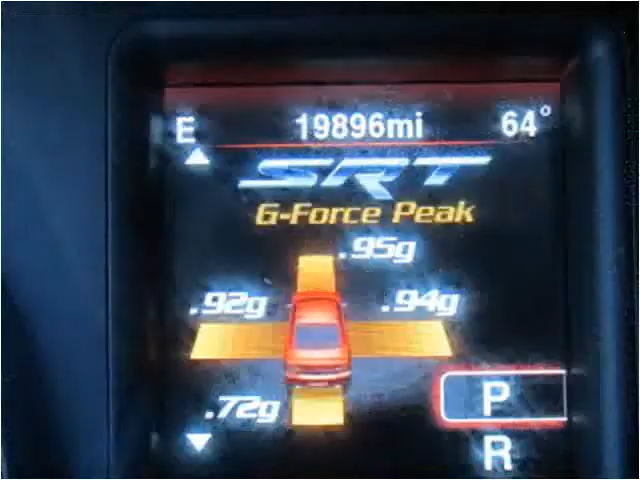 E 19896mi 64°
SRT
G-Force Peak
.95g
.92g .94g
.72g
P
R